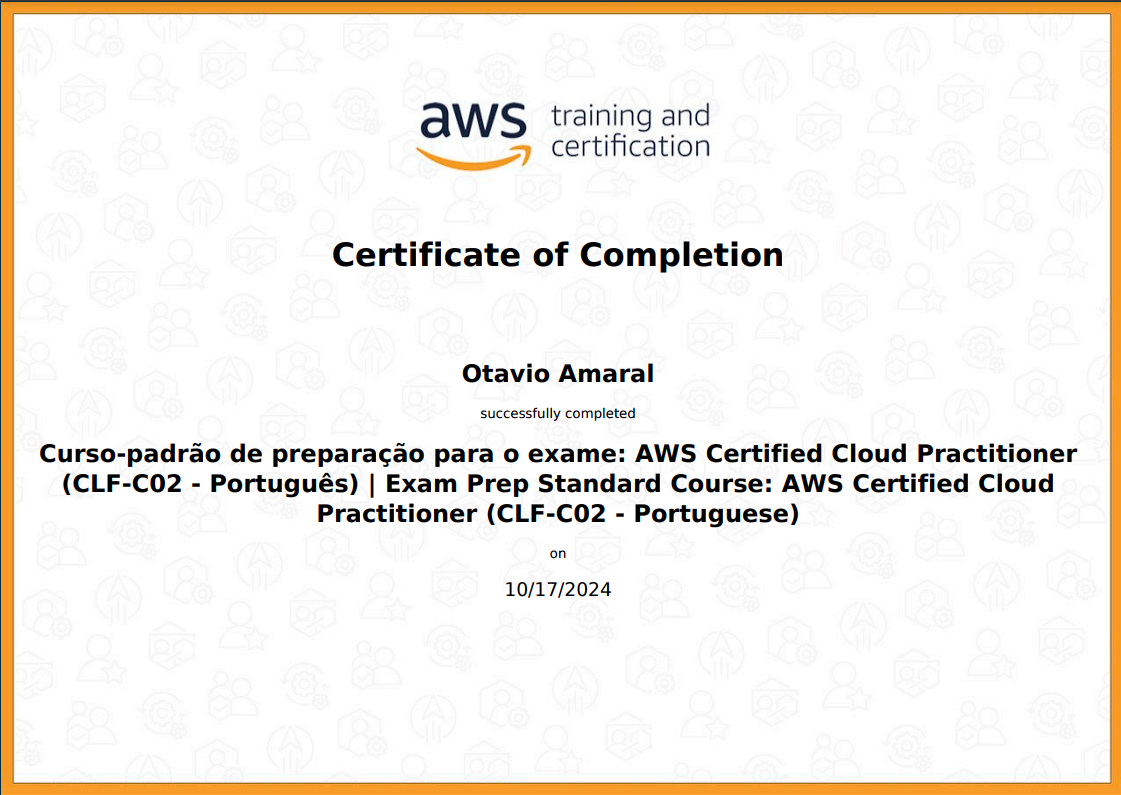 aws training and
certification
Certificate of Completion
Otavio Amaral
successfully completed
Curso-padrão de preparação para o exame: AWS Certified Cloud Practitioner
(CLF-C02 - Português) | Exam Prep Standard Course: AWS Certified Cloud
Practitioner (CLF-C02 - Portuguese)
on
10/17/2024